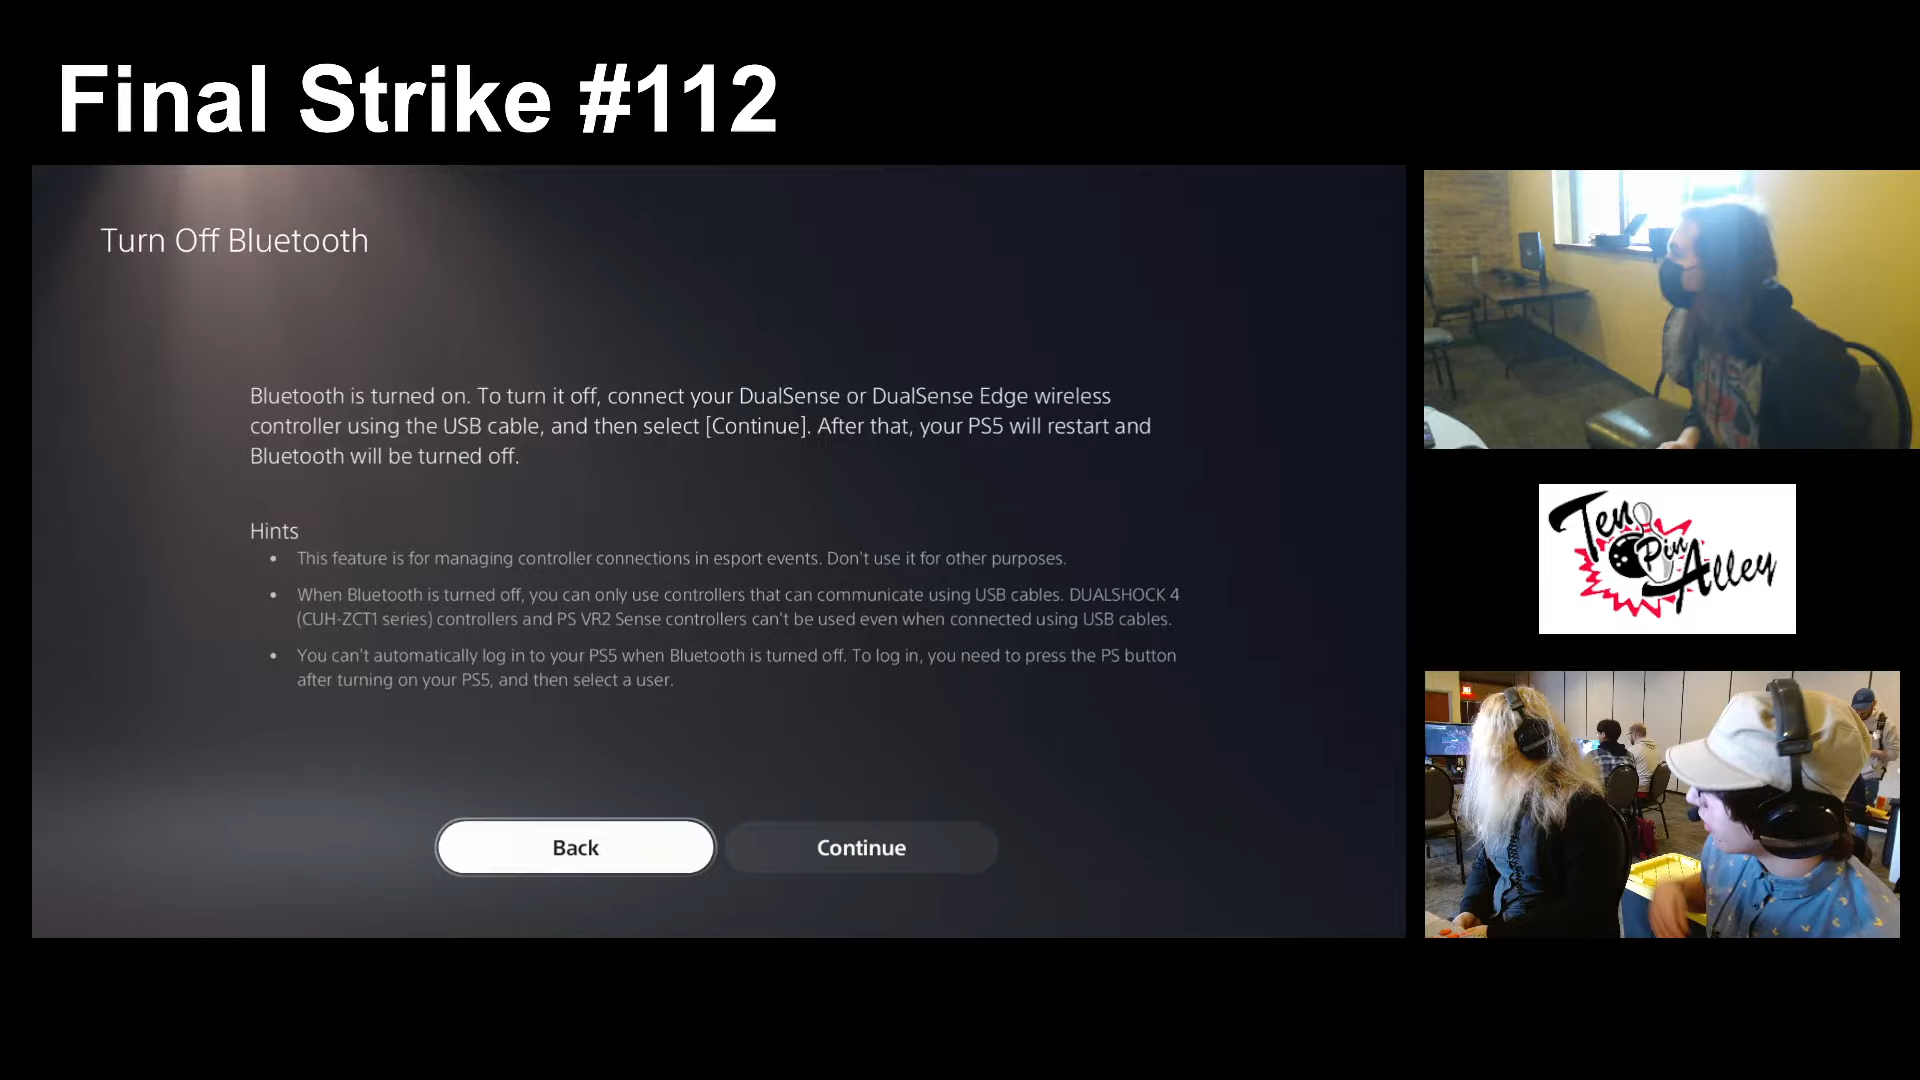 Final Strike #112
Turn Off Bluetooth
Bluetooth is turned on. To turn it off, connect your DualSense or DualSense Edge wireless
controller using the USB cable, and then select [Continue]. After that, your PS5 will restart and
Bluetooth will be turned off.
Hints
• This feature is for managing controller connections in esport events. Don't use it for other purposes.
• When Bluetooth is turned off, you can only use controllers that can communicate using USB cables. DUALSHOCK 4
(CUH-ZCT1 series) controllers and PS VR2 Sense controllers can't be used even when connected using USB cables.
• You can't automatically log in to your PS5 when Bluetooth is turned off. To log in, you need to press the PS button
after turning on your PS5, and then select a user.
Back
Continue
Ten
Pin
Alley